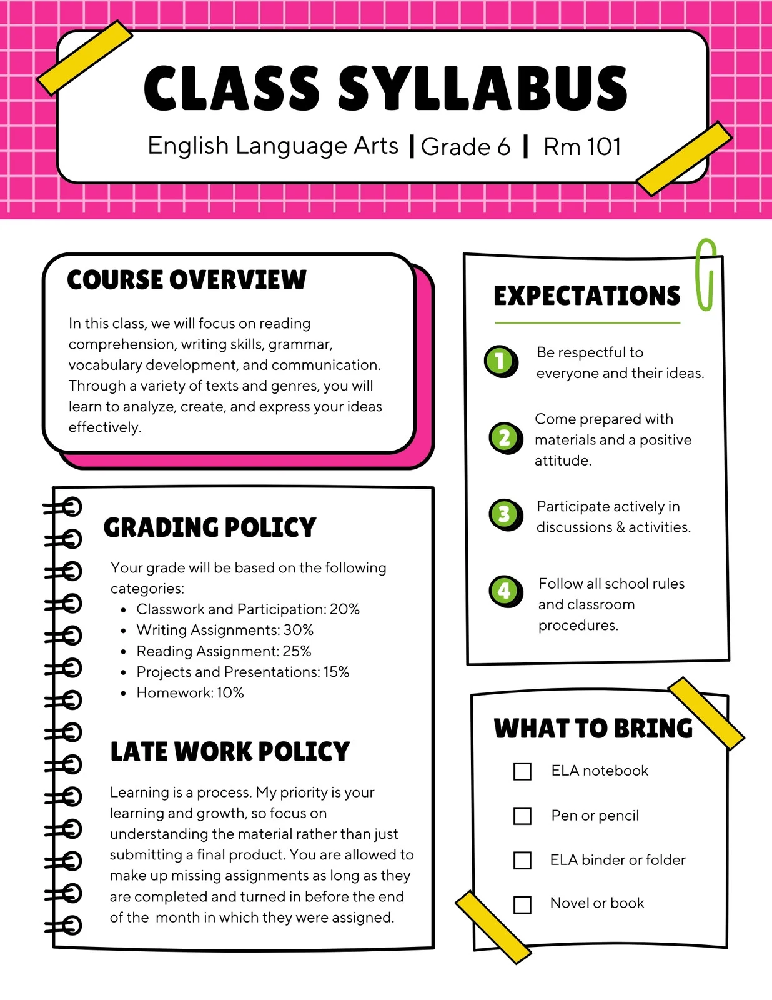 CLASS SYLLABUS
English Language Arts | Grade 6 | Rm 101
COURSE OVERVIEW
In this class, we will focus on reading
comprehension, writing skills, grammar,
vocabulary development, and communication.
Through a variety of texts and genres, you will
learn to analyze, create, and express your ideas
effectively.
GRADING POLICY
Your grade will be based on the following
categories:
• Classwork and Participation: 20%
• Writing Assignments: 30%
• Reading Assignment: 25%
• Projects and Presentations: 15%
• Homework: 10%
LATE WORK POLICY
Learning is a process. My priority is your
learning and growth, so focus on
understanding the material rather than just
submitting a final product. You are allowed to
make up missing assignments as long as they
are completed and turned in before the end
of the month in which they were assigned.
EXPECTATIONS
1 Be respectful to
everyone and their ideas.
2 Come prepared with
materials and a positive
attitude.
3 Participate actively in
discussions & activities.
4 Follow all school rules
and classroom
procedures.
WHAT TO BRING
ELA notebook
Pen or pencil
ELA binder or folder
Novel or book